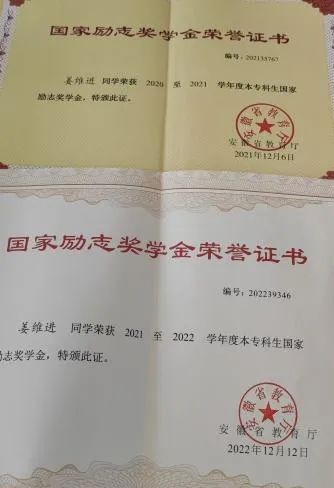 国家励志奖学金荣誉证书
编号：202135767
姜维进 同学荣获 2020 至 2021 学年度本专科生国家
励志奖学金，特颁此证。
安徽省教育厅
安徽省教育厅
2021年12月6日
国家励志奖学金荣誉证书
编号：202239346
姜维进 同学荣获 2021 至 2022 学年度本专科生国家
励志奖学金，特颁此证。
安徽省教育厅
安徽省教育厅
2022年12月12日